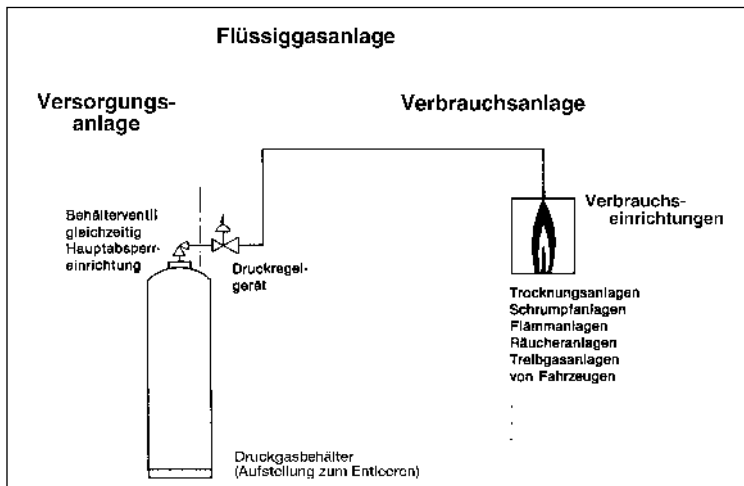 Flüssiggasanlage
Versorgungs-
anlage
Verbrauchsanlage
Behälterventil
gleichzeitig
Hauptabsperr-
einrichtung
Druckregel-
gerät
Verbrauchs-
einrichtungen
Trocknungsanlagen
Schrumpfanlagen
Flämmanlagen
Räucheranlagen
Treibgasanlagen
von Fahrzeugen
.
.
.
Druckgasbehälter
(Aufstellung zum Entleeren)